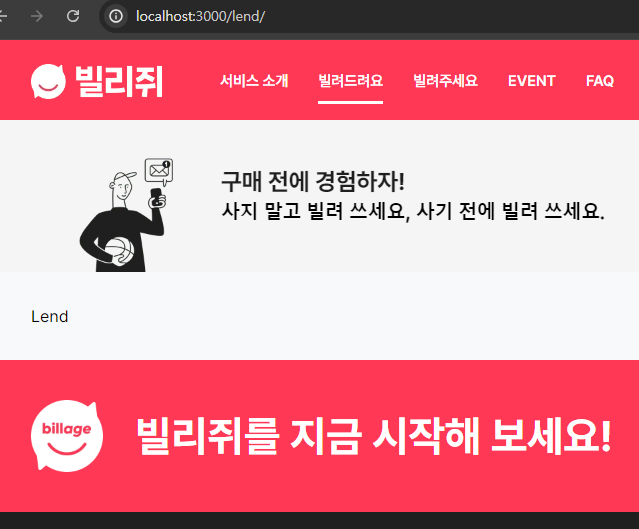 localhost:3000/lend/
빌리쥐
서비스 소개 빌려드려요 빌려주세요 EVENT FAQ
구매 전에 경험하자!
사지 말고 빌려 쓰세요, 사기 전에 빌려 쓰세요.
Lend
billage
빌리쥐를 지금 시작해 보세요!